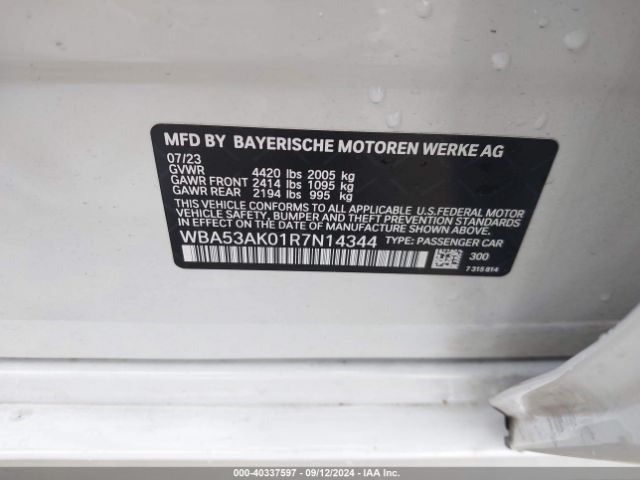 MFD BY BAYERISCHE MOTOREN WERKE AG
07/23
GVWR 4420 lbs 2005 kg
GAWR FRONT 2414 lbs 1095 kg
GAWR REAR 2194 lbs 995 kg
THIS VEHICLE CONFORMS TO ALL APPLICABLE U.S.FEDERAL MOTOR
VEHICLE SAFETY, BUMPER AND THEFT PREVENTION STANDARDS
IN EFFECT ON THE DATE OF MANUFACTURE SHOWN ABOVE.
WBA53AK01R7N14344 TYPE: PASSENGER CAR
300
7315814
000-40337597 - 09/12/2024 - IAA Inc.